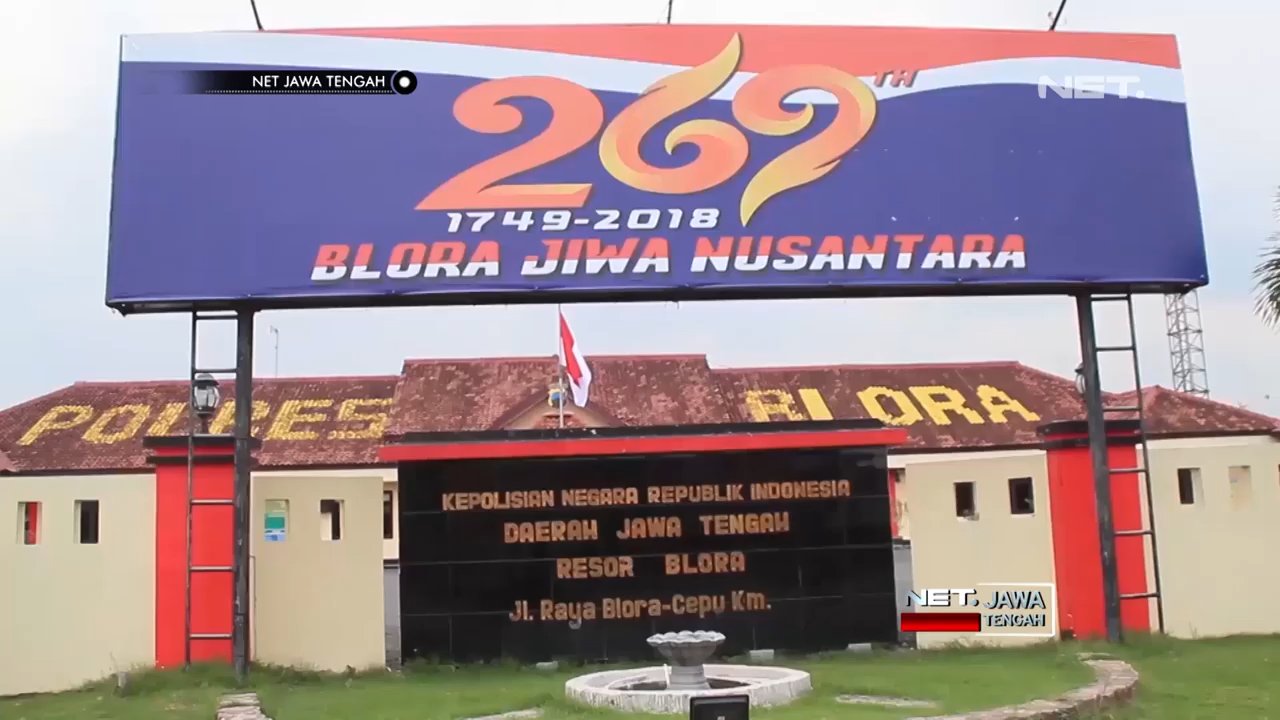 NET JAWA TENGAH
NET.
269TH
1749-2018
BLORA JIWA NUSANTARA
POLRES BLORA
KEPOLISIAN NEGARA REPUBLIK INDONESIA
DAERAH JAWA TENGAH
RESOR BLORA
Jl. Raya Blora-Cepu Km.
NET. JAWA
TENGAH